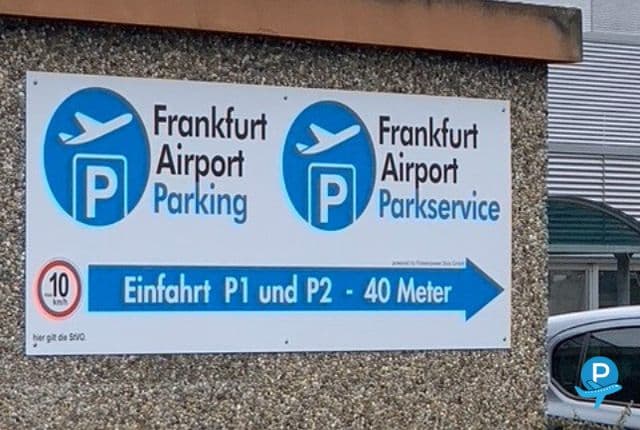 Frankfurt
Airport
Parking
P
Frankfurt
Airport
Parkservice
P
10
km/h
Einfahrt P1 und P2 - 40 Meter
hier gilt die StVO.
P